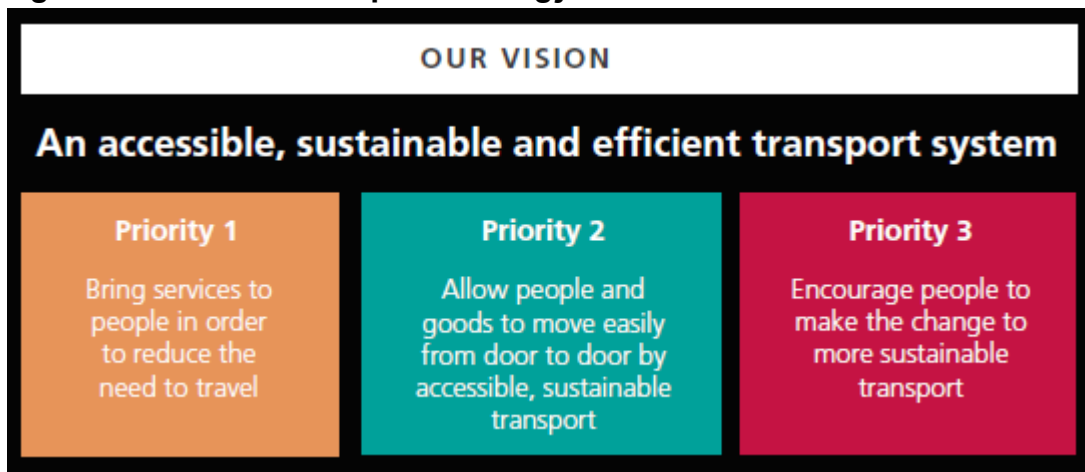 OUR VISION
An accessible, sustainable and efficient transport system
Priority 1
Bring services to
people in order
to reduce the
need to travel
Priority 2
Allow people and
goods to move easily
from door to door by
accessible, sustainable
transport
Priority 3
Encourage people to
make the change to
more sustainable
transport